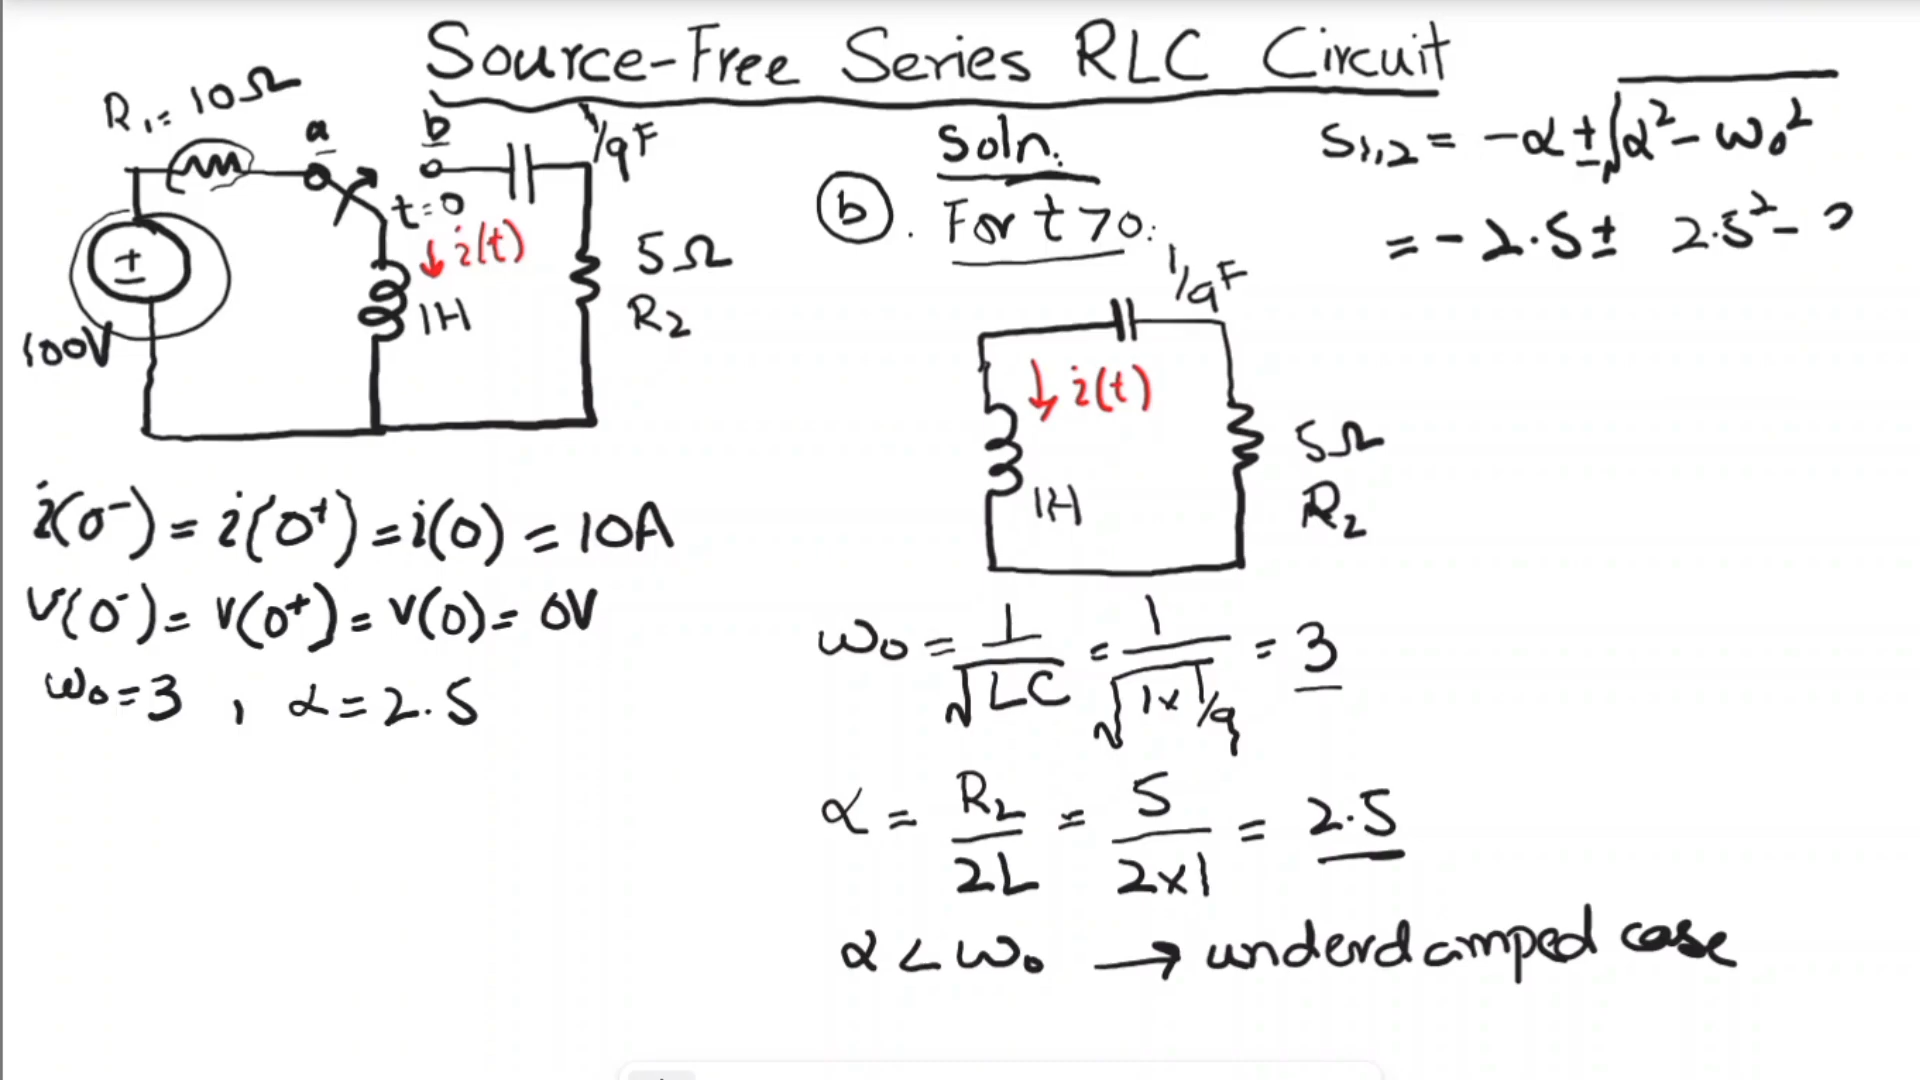 Source-Free Series RLC Circuit
R₁= 10Ω
a
b
1/9F
t=0
i(t)
5Ω
R₂
1H
100V
i(0⁻) = i(0⁺) = i(0) = 10A
v(0⁻) = v(0⁺) = v(0) = 0V
ω₀=3 , α=2.5
Soln.
(b). For t>0:
1/9F
i(t)
5Ω
R₂
1H
ω₀ = 1/√LC = 1/√1×1/9 = 3
α = R₂/2L = 5/2×1 = 2.5
α < ω₀ → underdamped case
S₁,₂ = -α ± √α² - ω₀²
= -2.5 ± 2.5² -